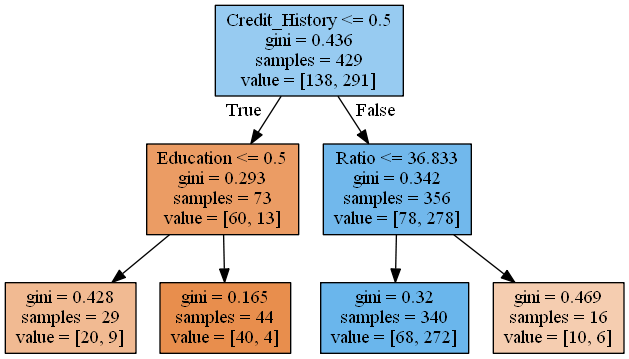 Credit_History <= 0.5
gini = 0.436
samples = 429
value = [138, 291]
True
False
Education <= 0.5
gini = 0.293
samples = 73
value = [60, 13]
Ratio <= 36.833
gini = 0.342
samples = 356
value = [78, 278]
gini = 0.428
samples = 29
value = [20, 9]
gini = 0.165
samples = 44
value = [40, 4]
gini = 0.32
samples = 340
value = [68, 272]
gini = 0.469
samples = 16
value = [10, 6]